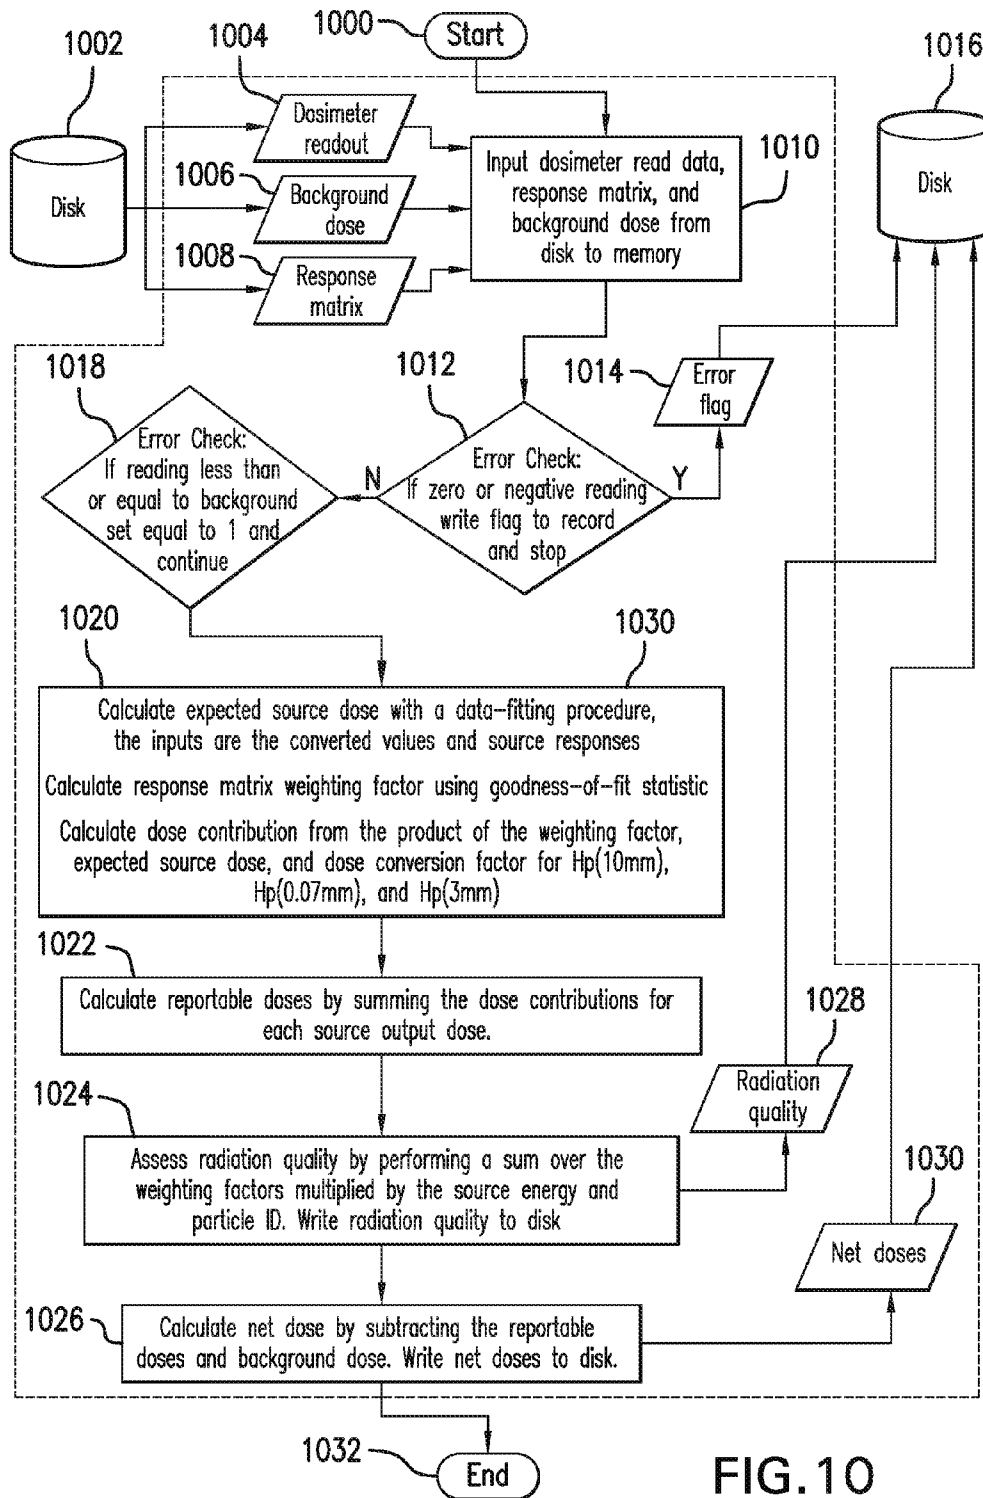 1000
Start
1002
1004
1016
Dosimeter
readout
Disk
1006
Background
dose
1008
Response
matrix
Input dosimeter read data,
response matrix, and
background dose from
disk to memory
1010
Disk
1018
1012
1014
Error
flag
Error Check:
If reading less than
or equal to background
set equal to 1 and
continue
N
Error Check:
If zero or negative reading
write flag to record
and stop
Y
1020
1030
Calculate expected source dose with a data-fitting procedure,
the inputs are the converted values and source responses
Calculate response matrix weighting factor using goodness-of-fit statistic
Calculate dose contribution from the product of the weighting factor,
expected source dose, and dose conversion factor for Hp(10mm),
Hp(0.07mm), and Hp(3mm)
1022
Calculate reportable doses by summing the dose contributions for
each source output dose.
1028
Radiation
quality
1024
Assess radiation quality by performing a sum over the
weighting factors multiplied by the source energy and
particle ID. Write radiation quality to disk
1030
Net doses
1026
Calculate net dose by subtracting the reportable
doses and background dose. Write net doses to disk.
1032
End
FIG. 10